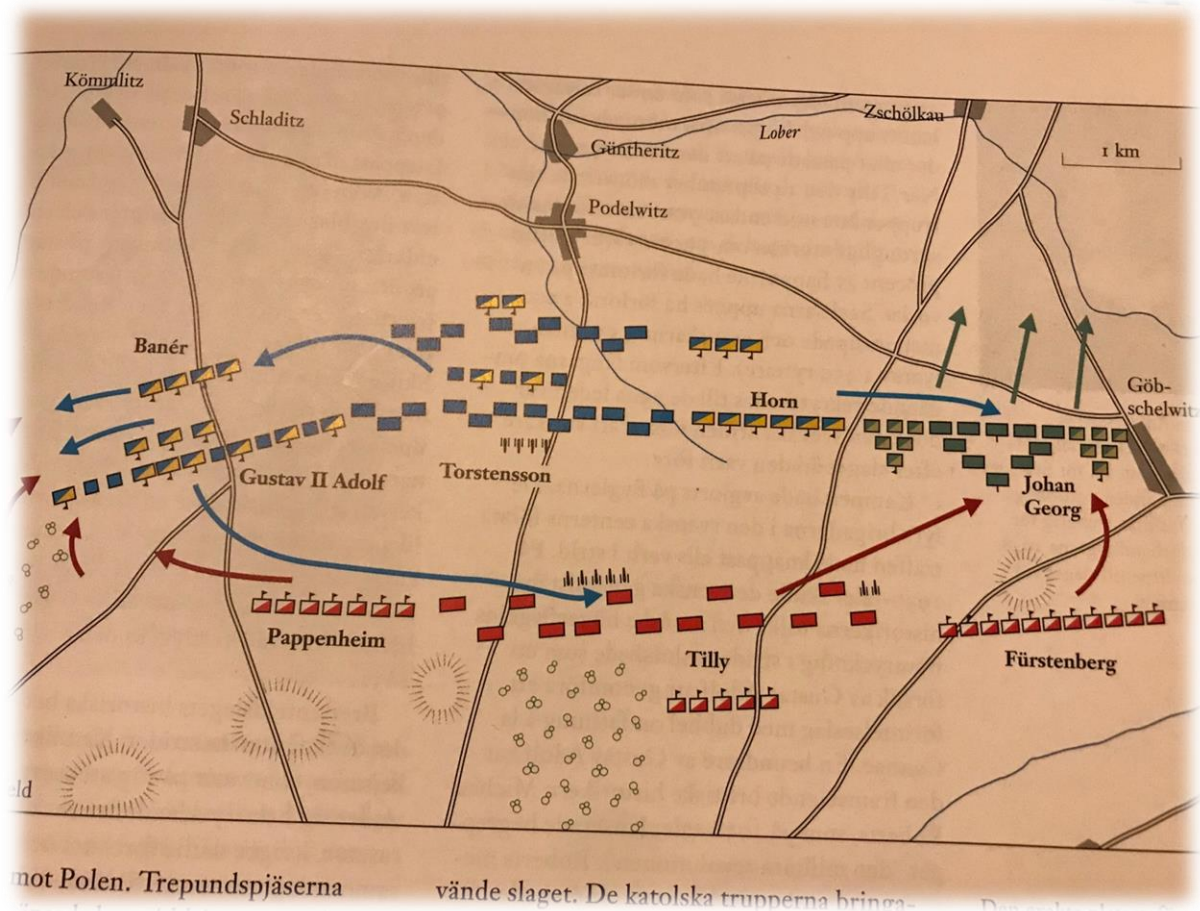 Kömmlitz
Schladitz
Zschölkau
Lober
Güntheritz
1 km
Podelwitz
Banér
Horn
Göb-
schelwitz
Gustav II Adolf
Torstensson
Johan
Georg
Pappenheim
Tilly
Fürstenberg
eld
mot Polen. Trepundspjäserna
vände slaget. De katolska trupperna bringa-